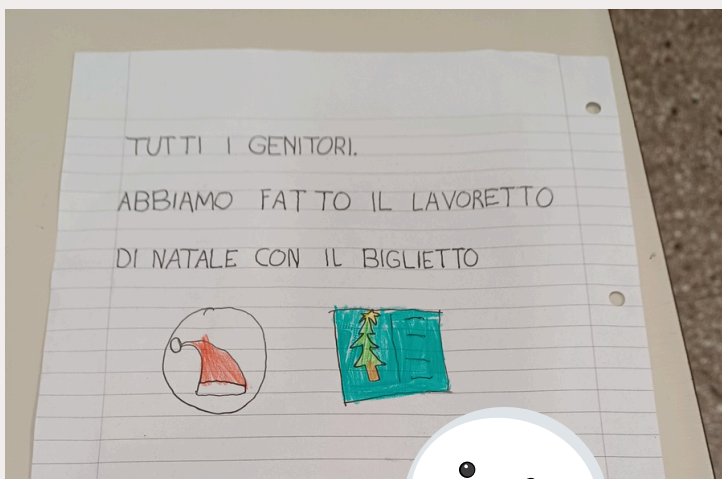 TUTTI I GENITORI.
ABBIAMO FATTO IL LAVORETTO
DI NATALE CON IL BIGLIETTO